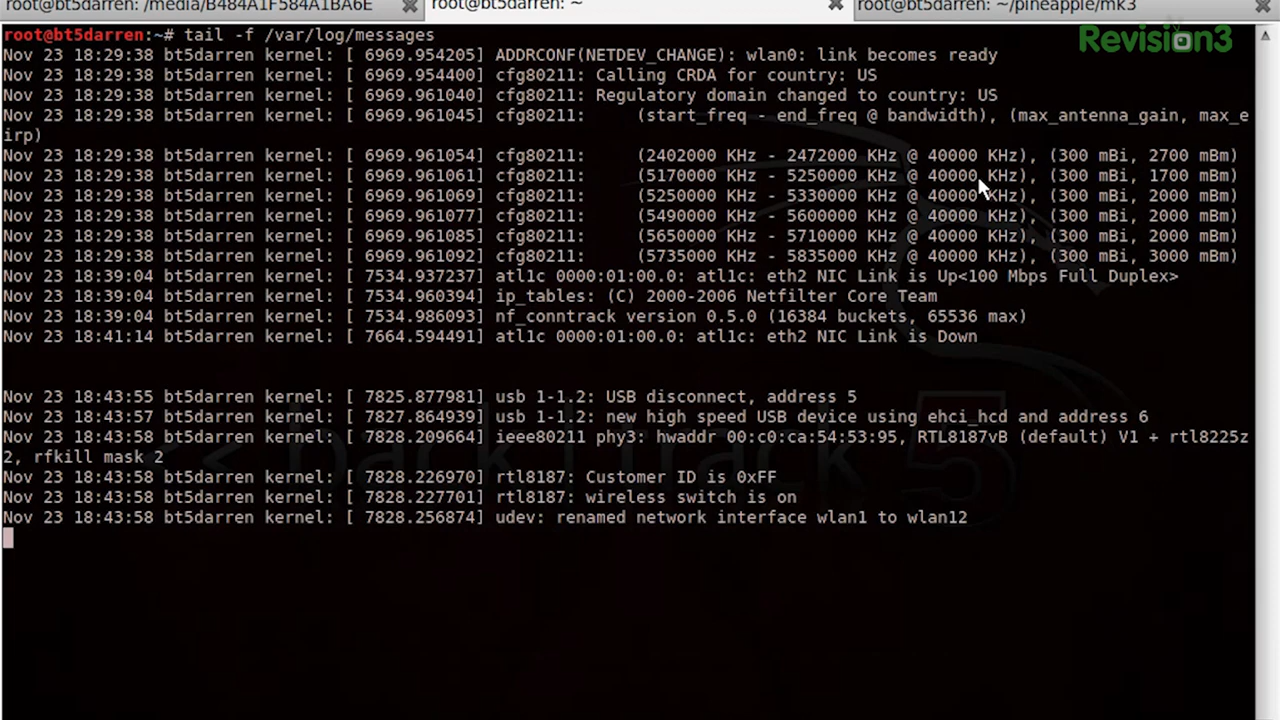 root@bt5darren: /media/B484A1F584A1BA6E
root@bt5darren: ~
root@bt5darren: ~/pineapple/mk3
Revision3
root@bt5darren:~# tail -f /var/log/messages
Nov 23 18:29:38 bt5darren kernel: [ 6969.954205] ADDRCONF(NETDEV_CHANGE): wlan0: link becomes ready
Nov 23 18:29:38 bt5darren kernel: [ 6969.954400] cfg80211: Calling CRDA for country: US
Nov 23 18:29:38 bt5darren kernel: [ 6969.961040] cfg80211: Regulatory domain changed to country: US
Nov 23 18:29:38 bt5darren kernel: [ 6969.961045] cfg80211:     (start_freq - end_freq @ bandwidth), (max_antenna_gain, max_e
irp)
Nov 23 18:29:38 bt5darren kernel: [ 6969.961054] cfg80211:     (2402000 KHz - 2472000 KHz @ 40000 KHz), (300 mBi, 2700 mBm)
Nov 23 18:29:38 bt5darren kernel: [ 6969.961061] cfg80211:     (5170000 KHz - 5250000 KHz @ 40000 KHz), (300 mBi, 1700 mBm)
Nov 23 18:29:38 bt5darren kernel: [ 6969.961069] cfg80211:     (5250000 KHz - 5330000 KHz @ 40000 KHz), (300 mBi, 2000 mBm)
Nov 23 18:29:38 bt5darren kernel: [ 6969.961077] cfg80211:     (5490000 KHz - 5600000 KHz @ 40000 KHz), (300 mBi, 2000 mBm)
Nov 23 18:29:38 bt5darren kernel: [ 6969.961085] cfg80211:     (5650000 KHz - 5710000 KHz @ 40000 KHz), (300 mBi, 2000 mBm)
Nov 23 18:29:38 bt5darren kernel: [ 6969.961092] cfg80211:     (5735000 KHz - 5835000 KHz @ 40000 KHz), (300 mBi, 3000 mBm)
Nov 23 18:39:04 bt5darren kernel: [ 7534.937237] atl1c 0000:01:00.0: atl1c: eth2 NIC Link is Up<100 Mbps Full Duplex>
Nov 23 18:39:04 bt5darren kernel: [ 7534.960394] ip_tables: (C) 2000-2006 Netfilter Core Team
Nov 23 18:39:04 bt5darren kernel: [ 7534.986093] nf_conntrack version 0.5.0 (16384 buckets, 65536 max)
Nov 23 18:41:14 bt5darren kernel: [ 7664.594491] atl1c 0000:01:00.0: atl1c: eth2 NIC Link is Down
Nov 23 18:43:55 bt5darren kernel: [ 7825.877981] usb 1-1.2: USB disconnect, address 5
Nov 23 18:43:57 bt5darren kernel: [ 7827.864939] usb 1-1.2: new high speed USB device using ehci_hcd and address 6
Nov 23 18:43:58 bt5darren kernel: [ 7828.209664] ieee80211 phy3: hwaddr 00:c0:ca:54:53:95, RTL8187vB (default) V1 + rtl8225z
2, rfkill mask 2
Nov 23 18:43:58 bt5darren kernel: [ 7828.226970] rtl8187: Customer ID is 0xFF
Nov 23 18:43:58 bt5darren kernel: [ 7828.227701] rtl8187: wireless switch is on
Nov 23 18:43:58 bt5darren kernel: [ 7828.256874] udev: renamed network interface wlan1 to wlan12
<< back | track 5